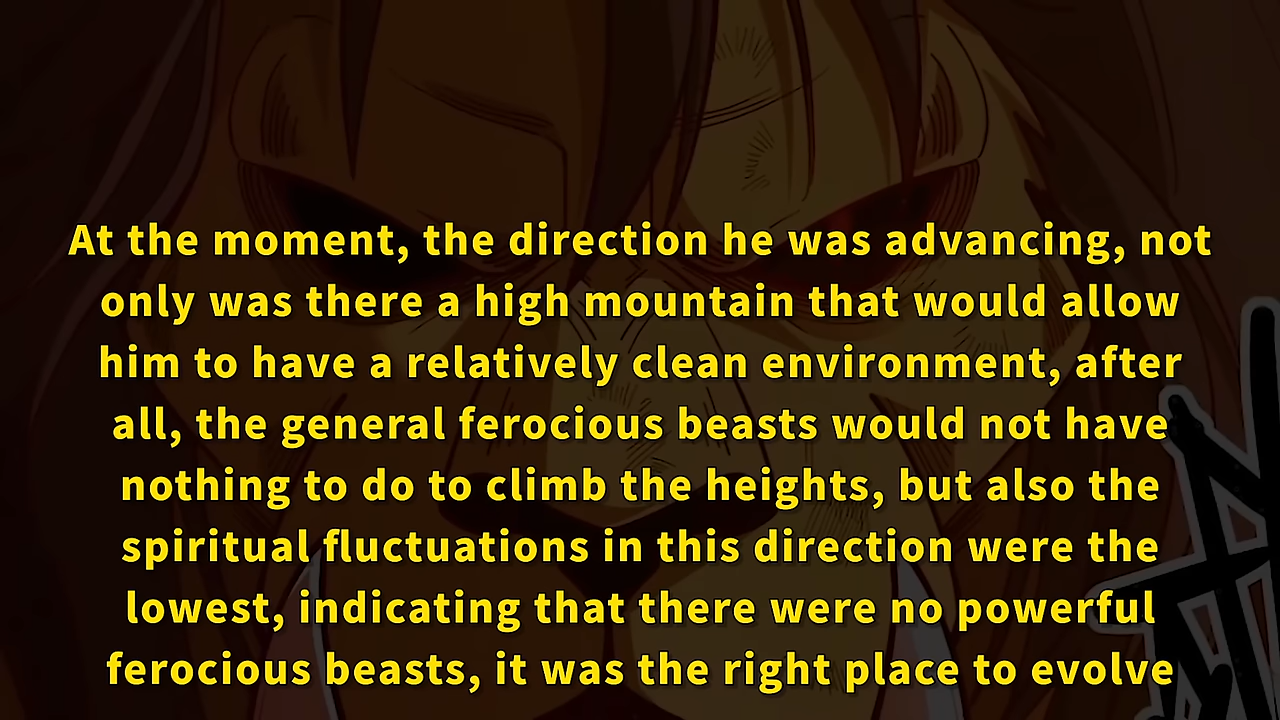 At the moment, the direction he was advancing, not
only was there a high mountain that would allow
him to have a relatively clean environment, after
all, the general ferocious beasts would not have
nothing to do to climb the heights, but also the
spiritual fluctuations in this direction were the
lowest, indicating that there were no powerful
ferocious beasts, it was the right place to evolve